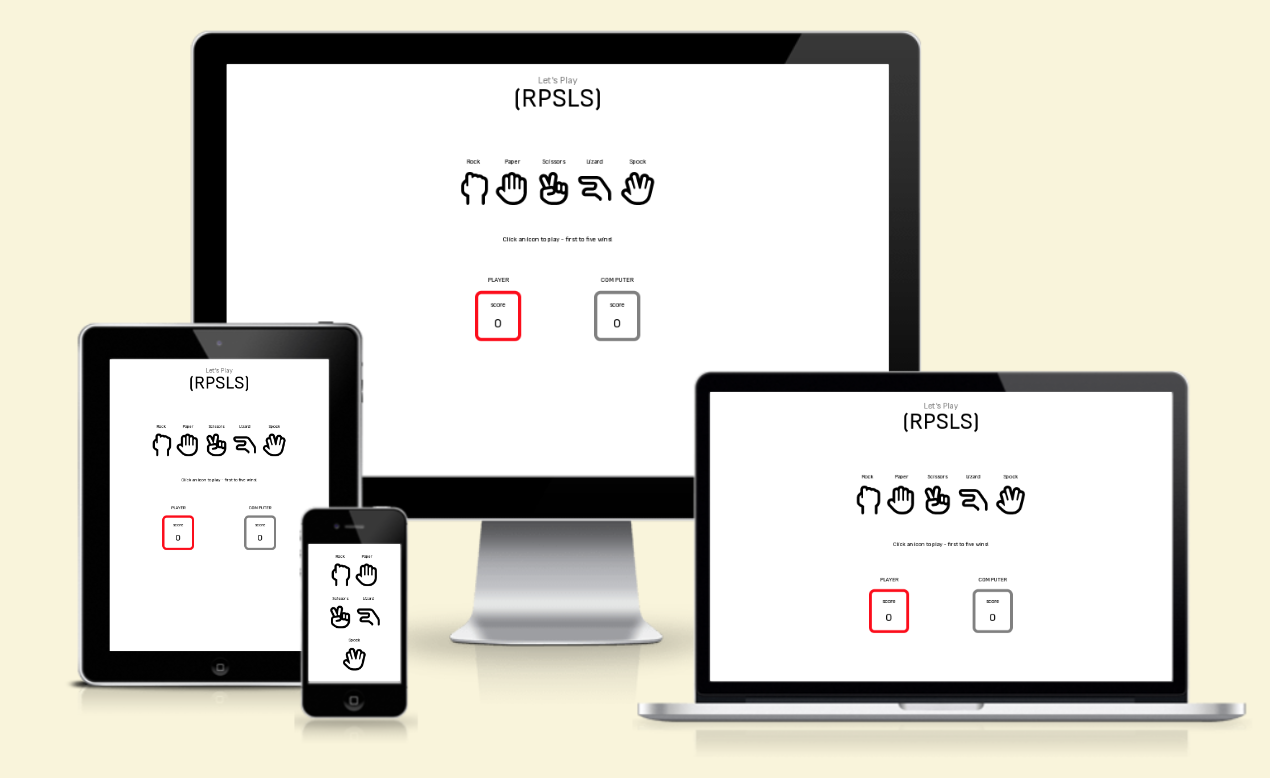 Let's Play
(RPSLS)
Rock Paper Scissors Lizard Spock
Click an icon to play - first to five wins!
PLAYER COMPUTER
score score
0 0
Let's Play
(RPSLS)
Rock Paper Scissors Lizard Spock
Click an icon to play - first to five wins!
PLAYER COMPUTER
score score
0 0
Rock Paper
Scissors Lizard
Spock
Let's Play
(RPSLS)
Rock Paper Scissors Lizard Spock
Click an icon to play - first to five wins!
PLAYER COMPUTER
score score
0 0